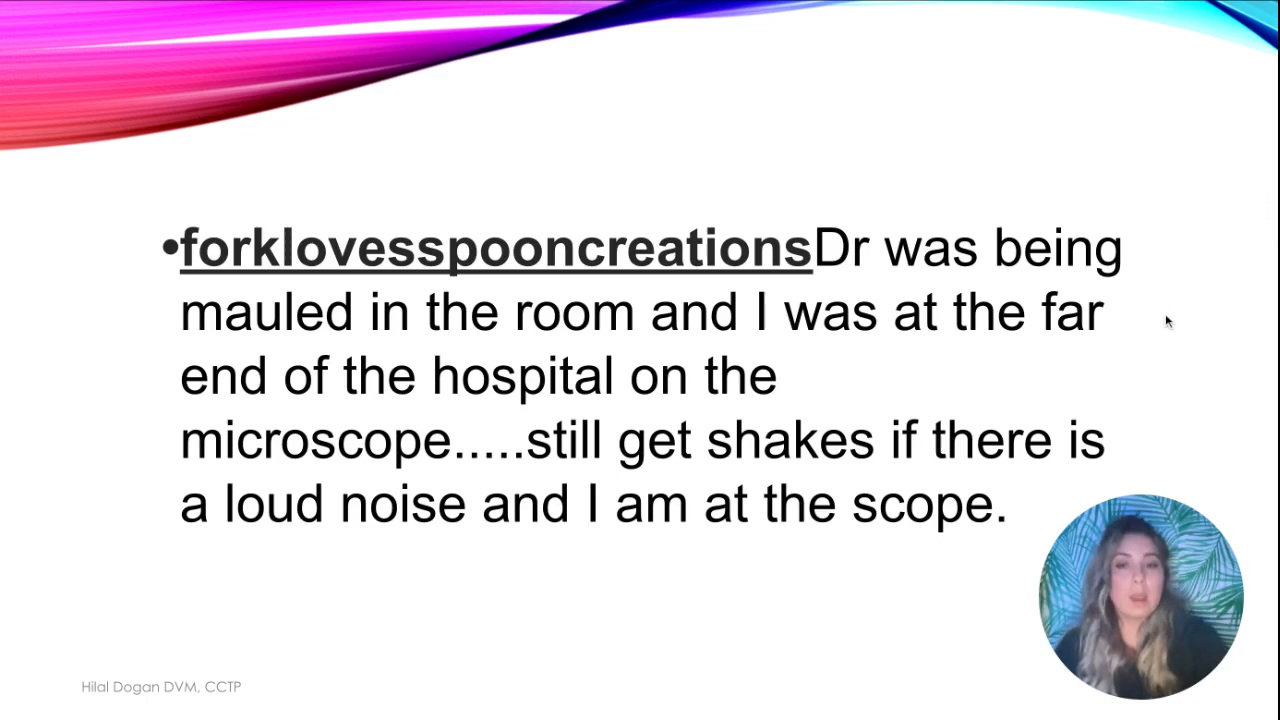 •forklovesspooncreationsDr was being
mauled in the room and I was at the far
end of the hospital on the
microscope.....still get shakes if there is
a loud noise and I am at the scope.
Hilal Dogan DVM, CCTP